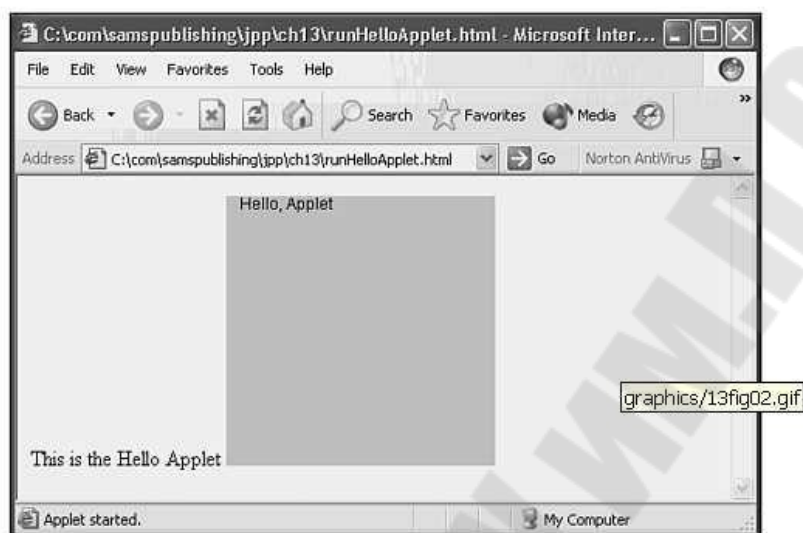 C:\com\samspublishing\jpp\ch13\runHelloApplet.html - Microsoft Inter...
File Edit View Favorites Tools Help
Back Search Favorites Media »
Address C:\com\samspublishing\jpp\ch13\runHelloApplet.html Go Norton AntiVirus
Hello, Applet
graphics/13fig02.gif
This is the Hello Applet
Applet started. My Computer